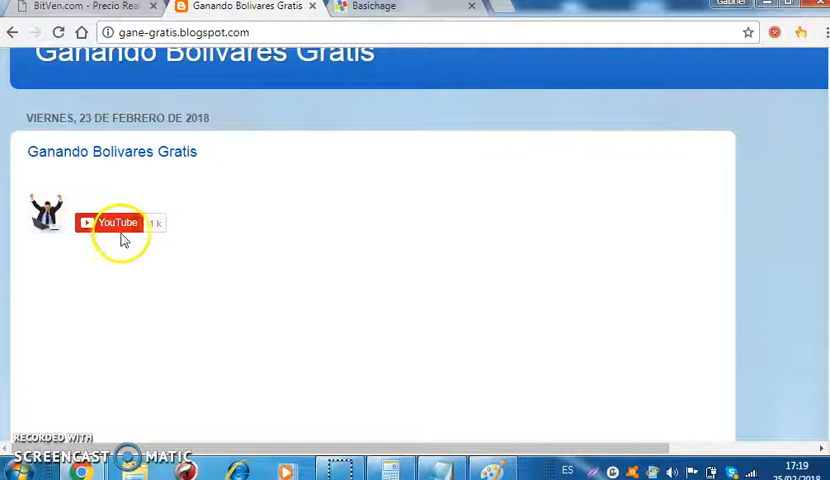 BitVen.com - Precio Rea
Ganando Bolivares Gratis
Basichage
Gabriel
gane-gratis.blogspot.com
Ganando Bolivares Gratis
VIERNES, 23 DE FEBRERO DE 2018
Ganando Bolivares Gratis
YouTube
1 k
RECORDED WITH
SCREENCAST MATIC
ES
17:19
25/02/2018